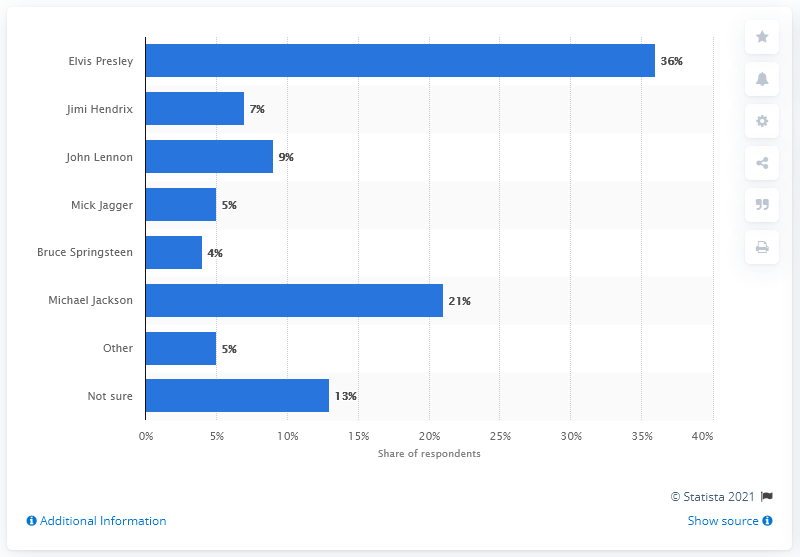 Elvis Presley 36%
Jimi Hendrix 7%
John Lennon 9%
Mick Jagger 5%
Bruce Springsteen 4%
Michael Jackson 21%
Other 5%
Not sure 13%
0% 5% 10% 15% 20% 25% 30% 35% 40%
Share of respondents
© Statista 2021
Additional Information Show source